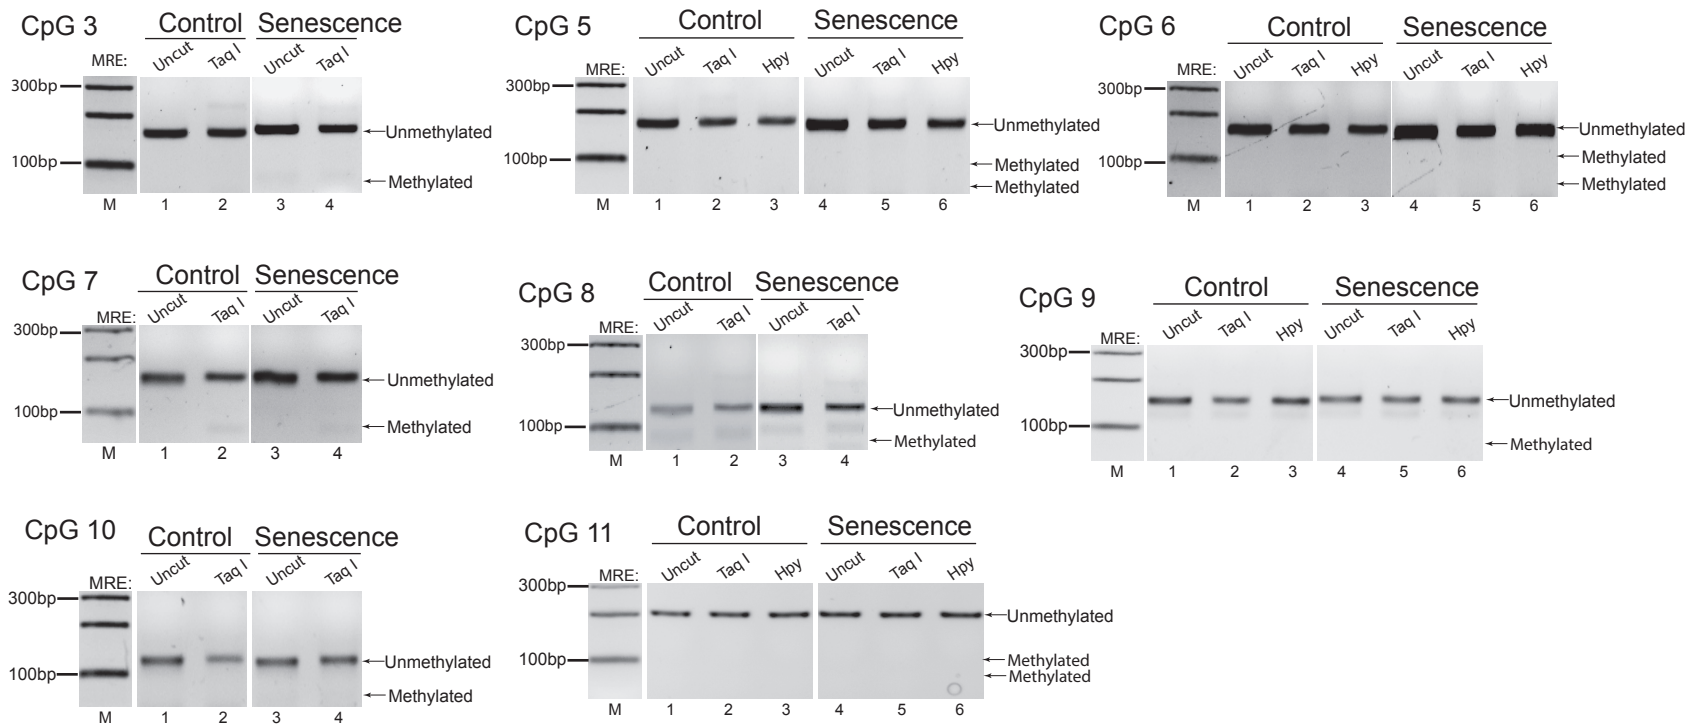 CpG 3
Control Senescence
MRE: Uncut Taq I Uncut Taq I
300bp
Unmethylated
100bp
Methylated
M 1 2 3 4
CpG 5
Control Senescence
MRE: Uncut Taq I Hpy Uncut Taq I Hpy
300bp
Unmethylated
100bp
Methylated
Methylated
M 1 2 3 4 5 6
CpG 6
Control Senescence
MRE: Uncut Taq I Hpy Uncut Taq I Hpy
300bp
Unmethylated
100bp
Methylated
Methylated
M 1 2 3 4 5 6
CpG 7
Control Senescence
MRE: Uncut Taq I Uncut Taq I
300bp
Unmethylated
100bp
Methylated
M 1 2 3 4
CpG 8
Control Senescence
MRE: Uncut Taq I Uncut Taq I
300bp
Unmethylated
100bp
Methylated
M 1 2 3 4
CpG 9
Control Senescence
MRE: Uncut Taq I Hpy Uncut Taq I Hpy
300bp
Unmethylated
100bp
Methylated
M 1 2 3 4 5 6
CpG 10
Control Senescence
MRE: Uncut Taq I Uncut Taq I
300bp
Unmethylated
100bp
Methylated
M 1 2 3 4
CpG 11
Control Senescence
MRE: Uncut Taq I Hpy Uncut Taq I Hpy
300bp
Unmethylated
100bp
Methylated
Methylated
M 1 2 3 4 5 6